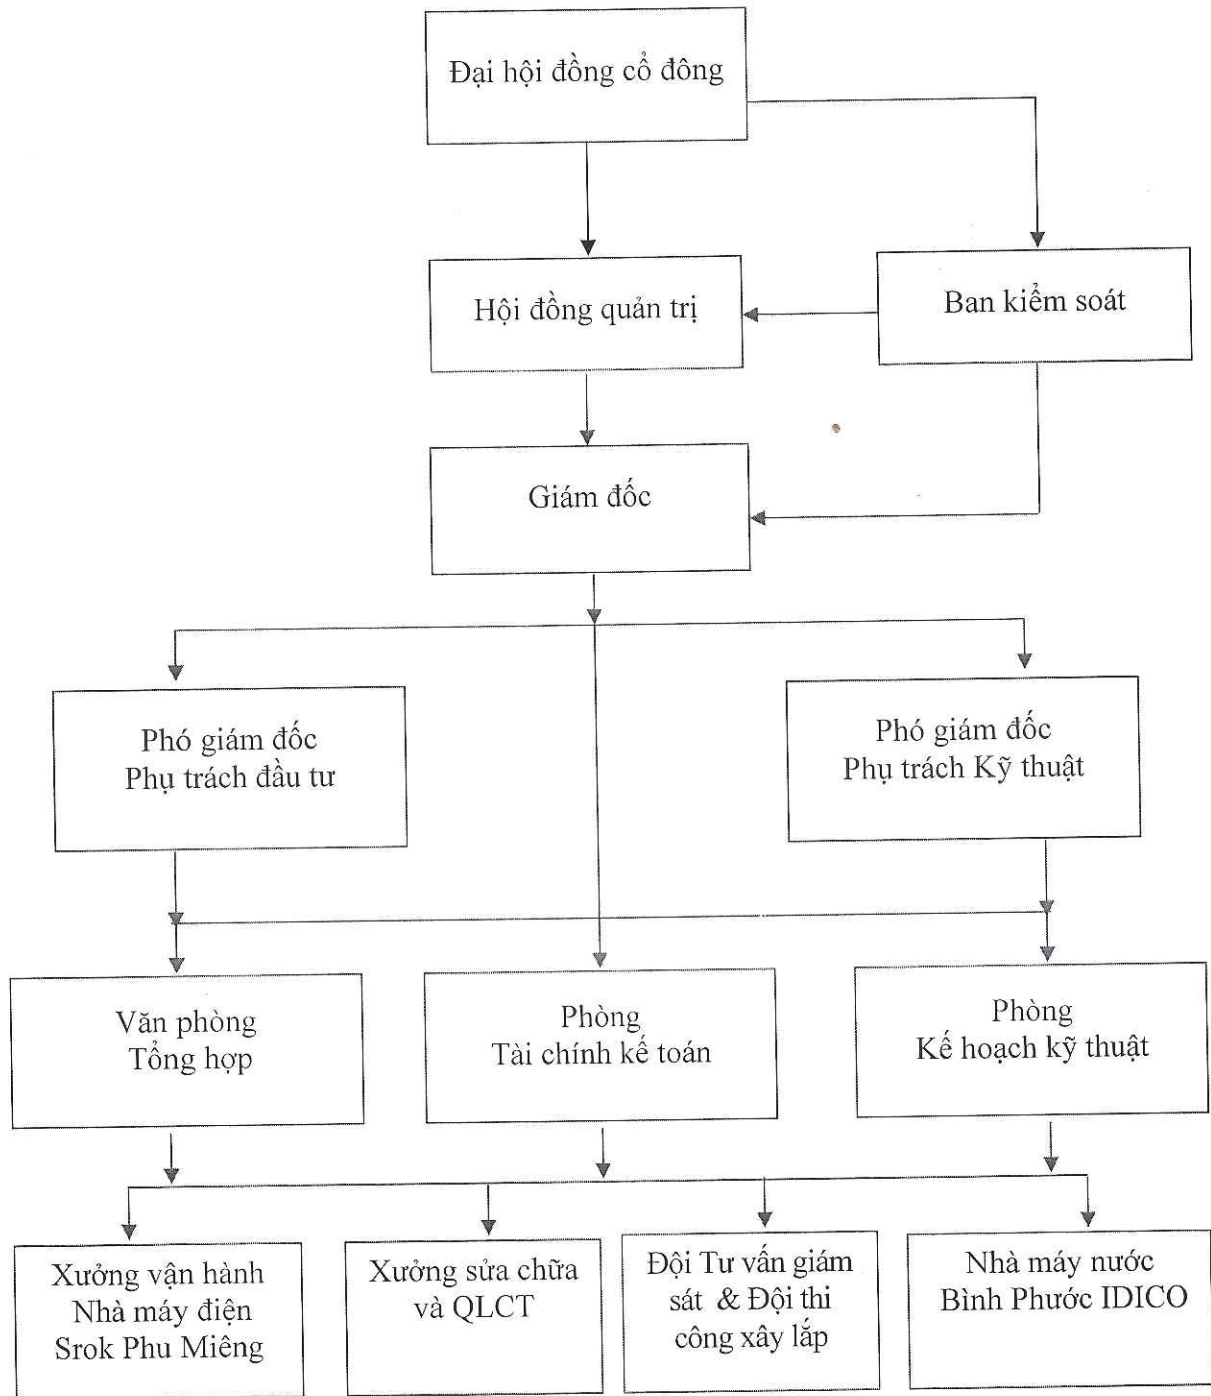 Đại hội đồng cổ đông
Hội đồng quản trị
Ban kiểm soát
Giám đốc
Phó giám đốc
Phụ trách đầu tư
Phó giám đốc
Phụ trách Kỹ thuật
Văn phòng
Tổng hợp
Phòng
Tài chính kế toán
Phòng
Kế hoạch kỹ thuật
Xưởng vận hành
Nhà máy điện
Srok Phu Miêng
Xưởng sửa chữa
và QLCT
Đội Tư vấn giám
sát & Đội thi
công xây lắp
Nhà máy nước
Bình Phước IDICO